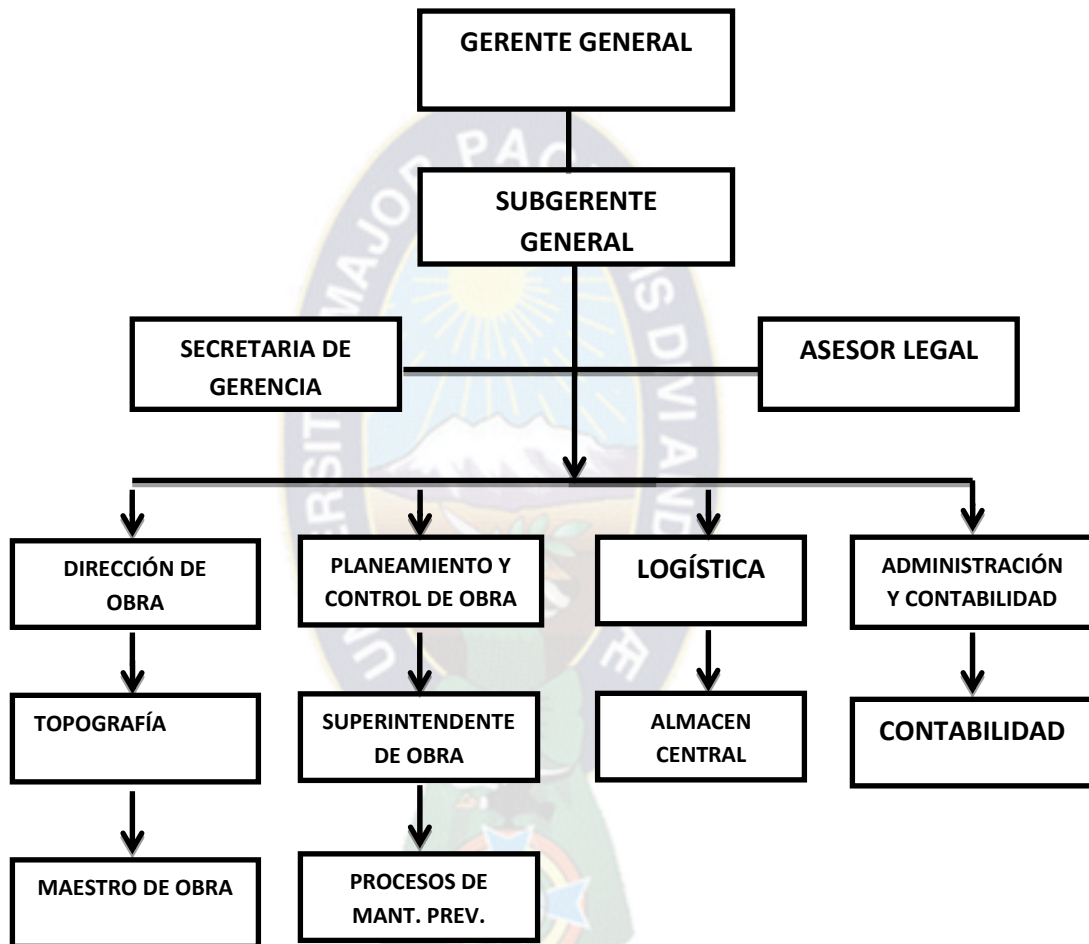 GERENTE GENERAL
SUBGERENTE
GENERAL
SECRETARIA DE
GERENCIA
ASESOR LEGAL
DIRECCIÓN DE
OBRA
PLANEAMIENTO Y
CONTROL DE OBRA
LOGÍSTICA
ADMINISTRACIÓN
Y CONTABILIDAD
TOPOGRAFÍA
SUPERINTENDENTE
DE OBRA
ALMACEN
CENTRAL
CONTABILIDAD
MAESTRO DE OBRA
PROCESOS DE
MANT. PREV.